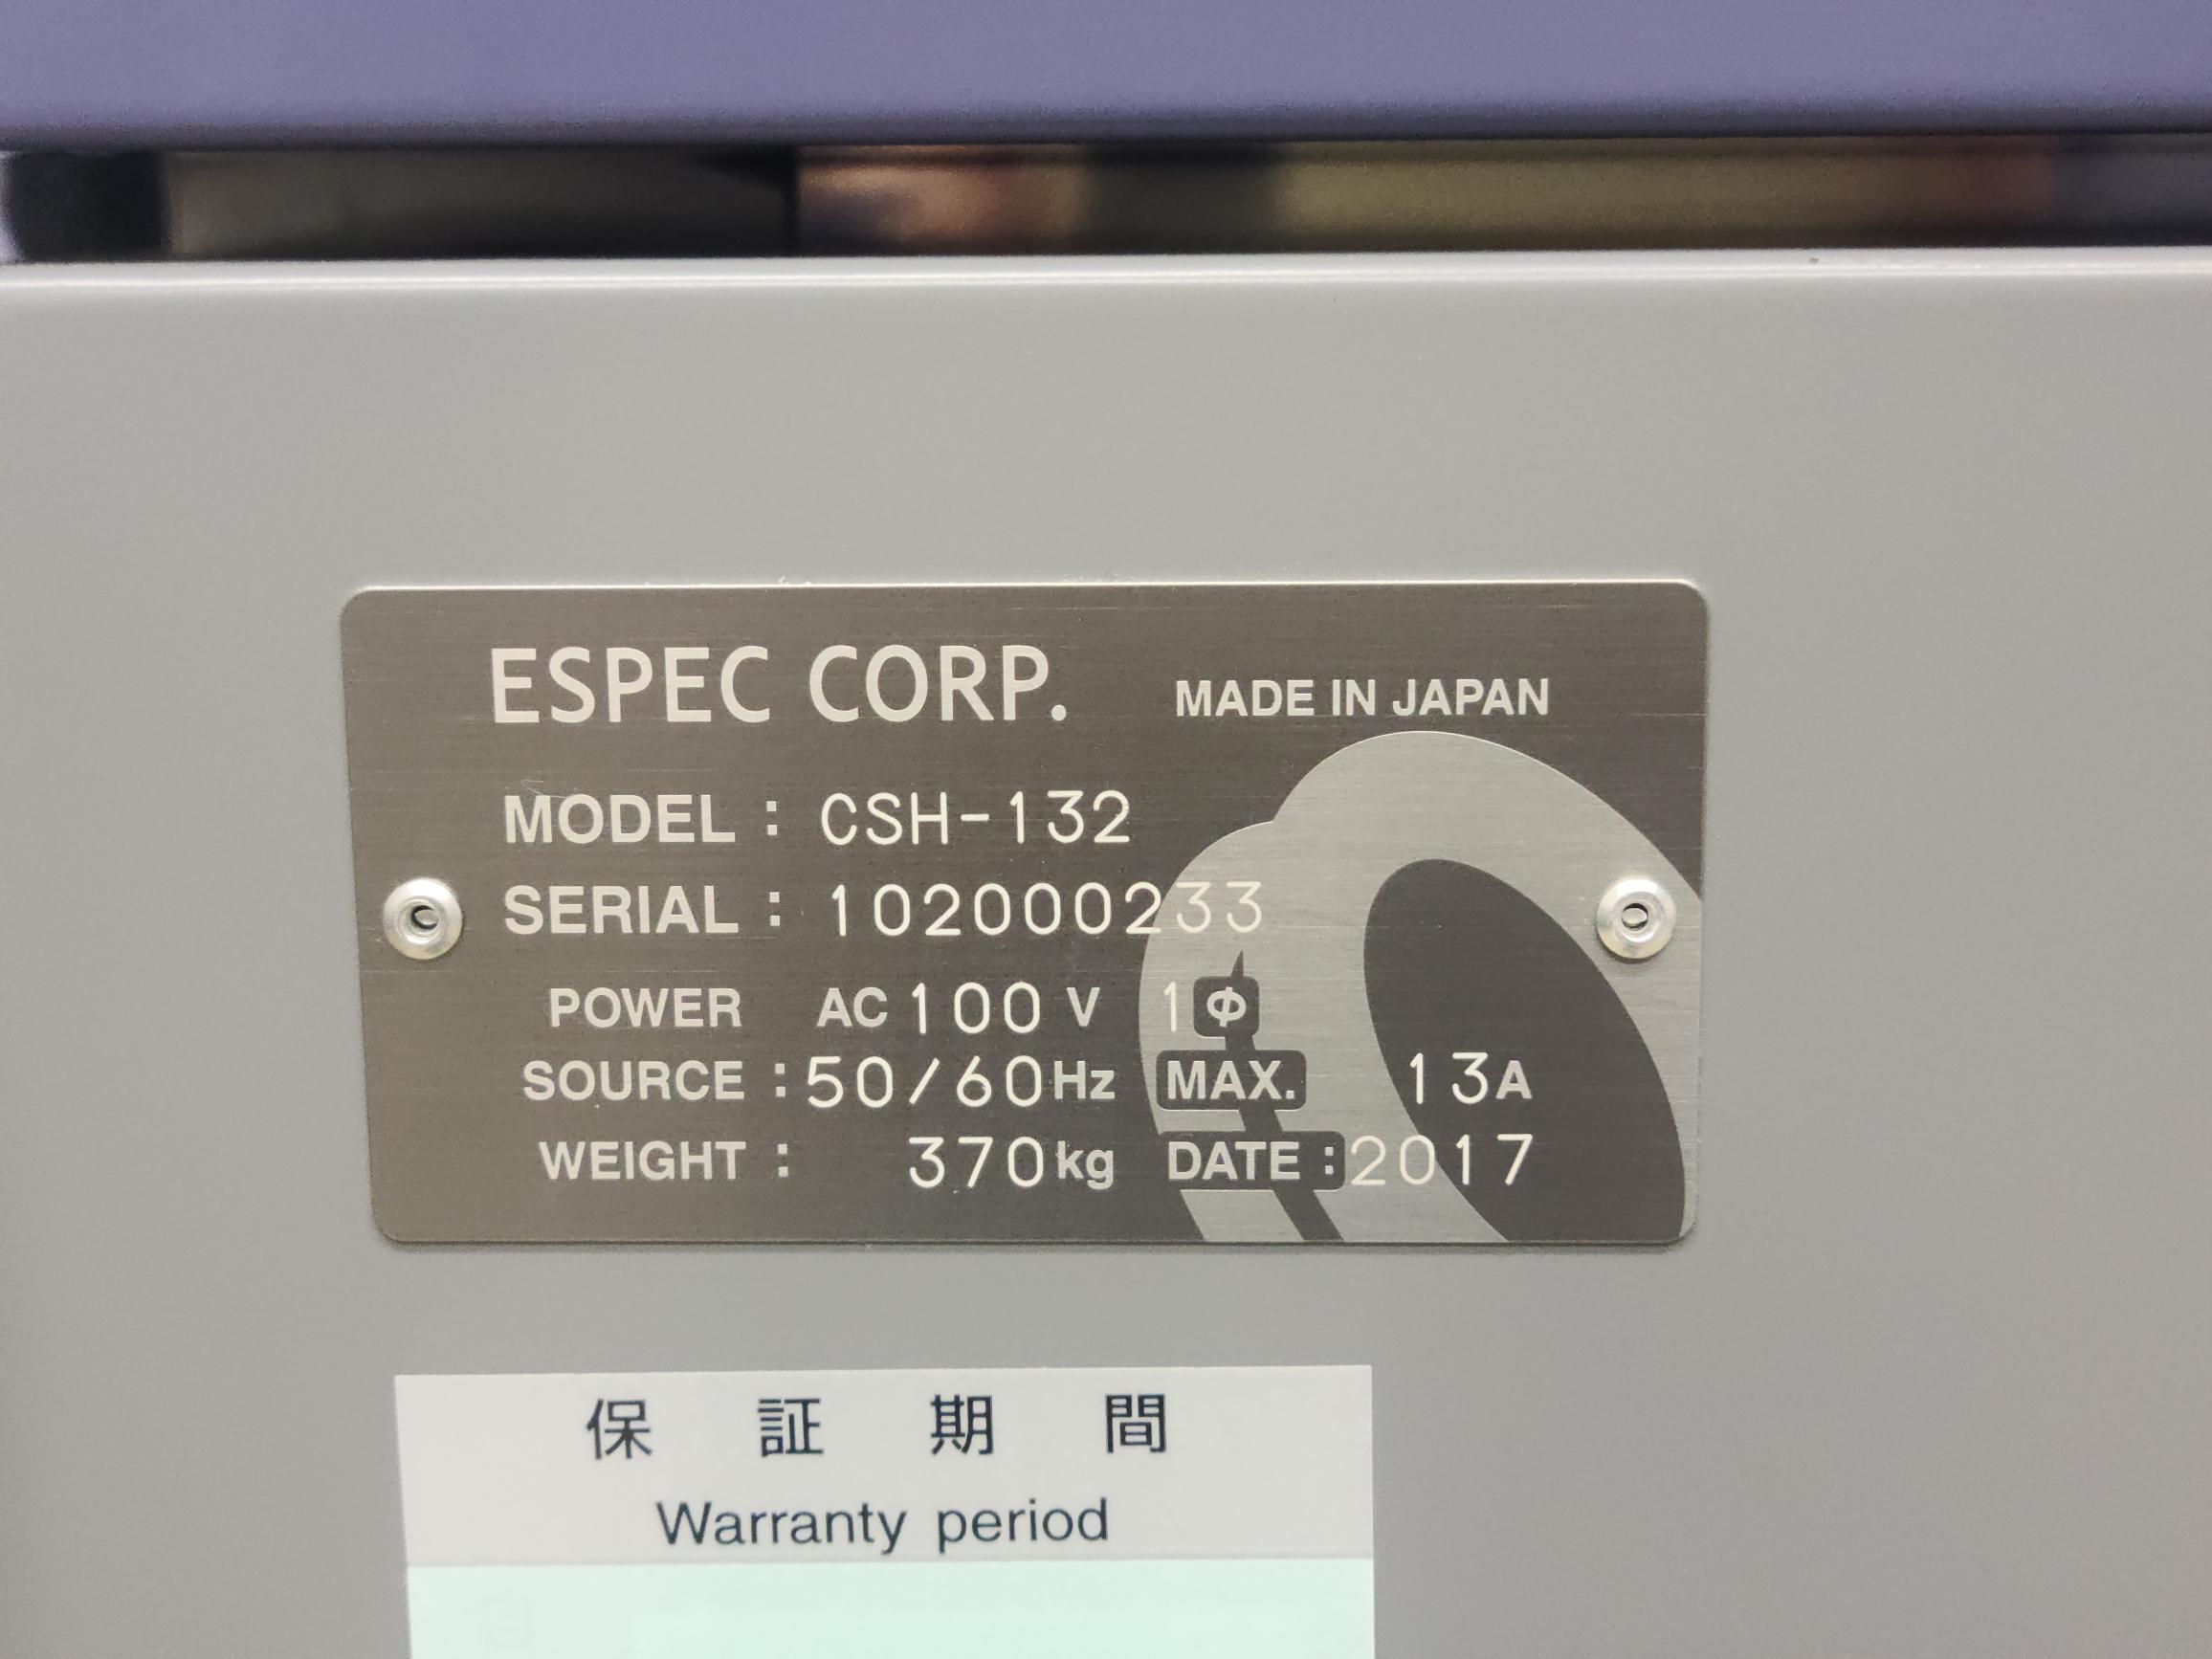 ESPEC CORP. MADE IN JAPAN
MODEL : CSH-132
SERIAL : 102000233
POWER AC 100 V 1Φ
SOURCE : 50/60Hz MAX. 13A
WEIGHT : 370kg DATE : 2017
保証期間
Warranty period